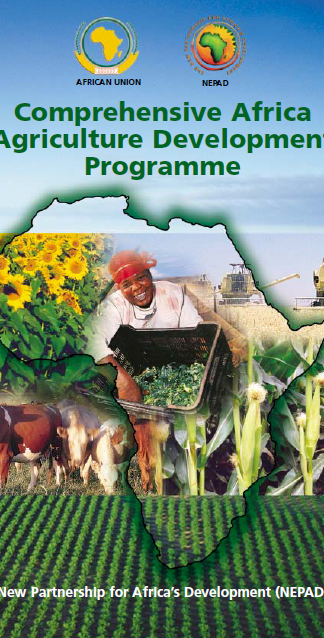 AFRICAN UNION
NEPAD
Comprehensive Africa
Agriculture Development
Programme
New Partnership for Africa's Development (NEPAD)